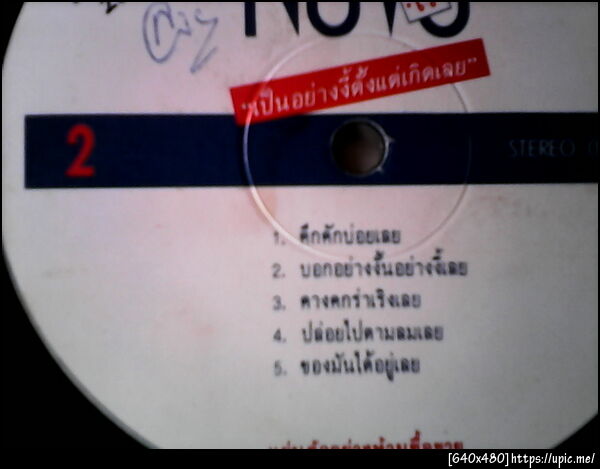 NUVO
"เป็นอย่างงี้ตั้งแต่เกิดเลย"
2
STEREO
1. คึกคักบ่อยเลย
2. บอกอย่างงั้นอย่างงี้เลย
3. คางคกร่าเริงเลย
4. ปล่อยไปตามลมเลย
5. ของมันได้อยู่เลย
[640x480]https://upic.me/